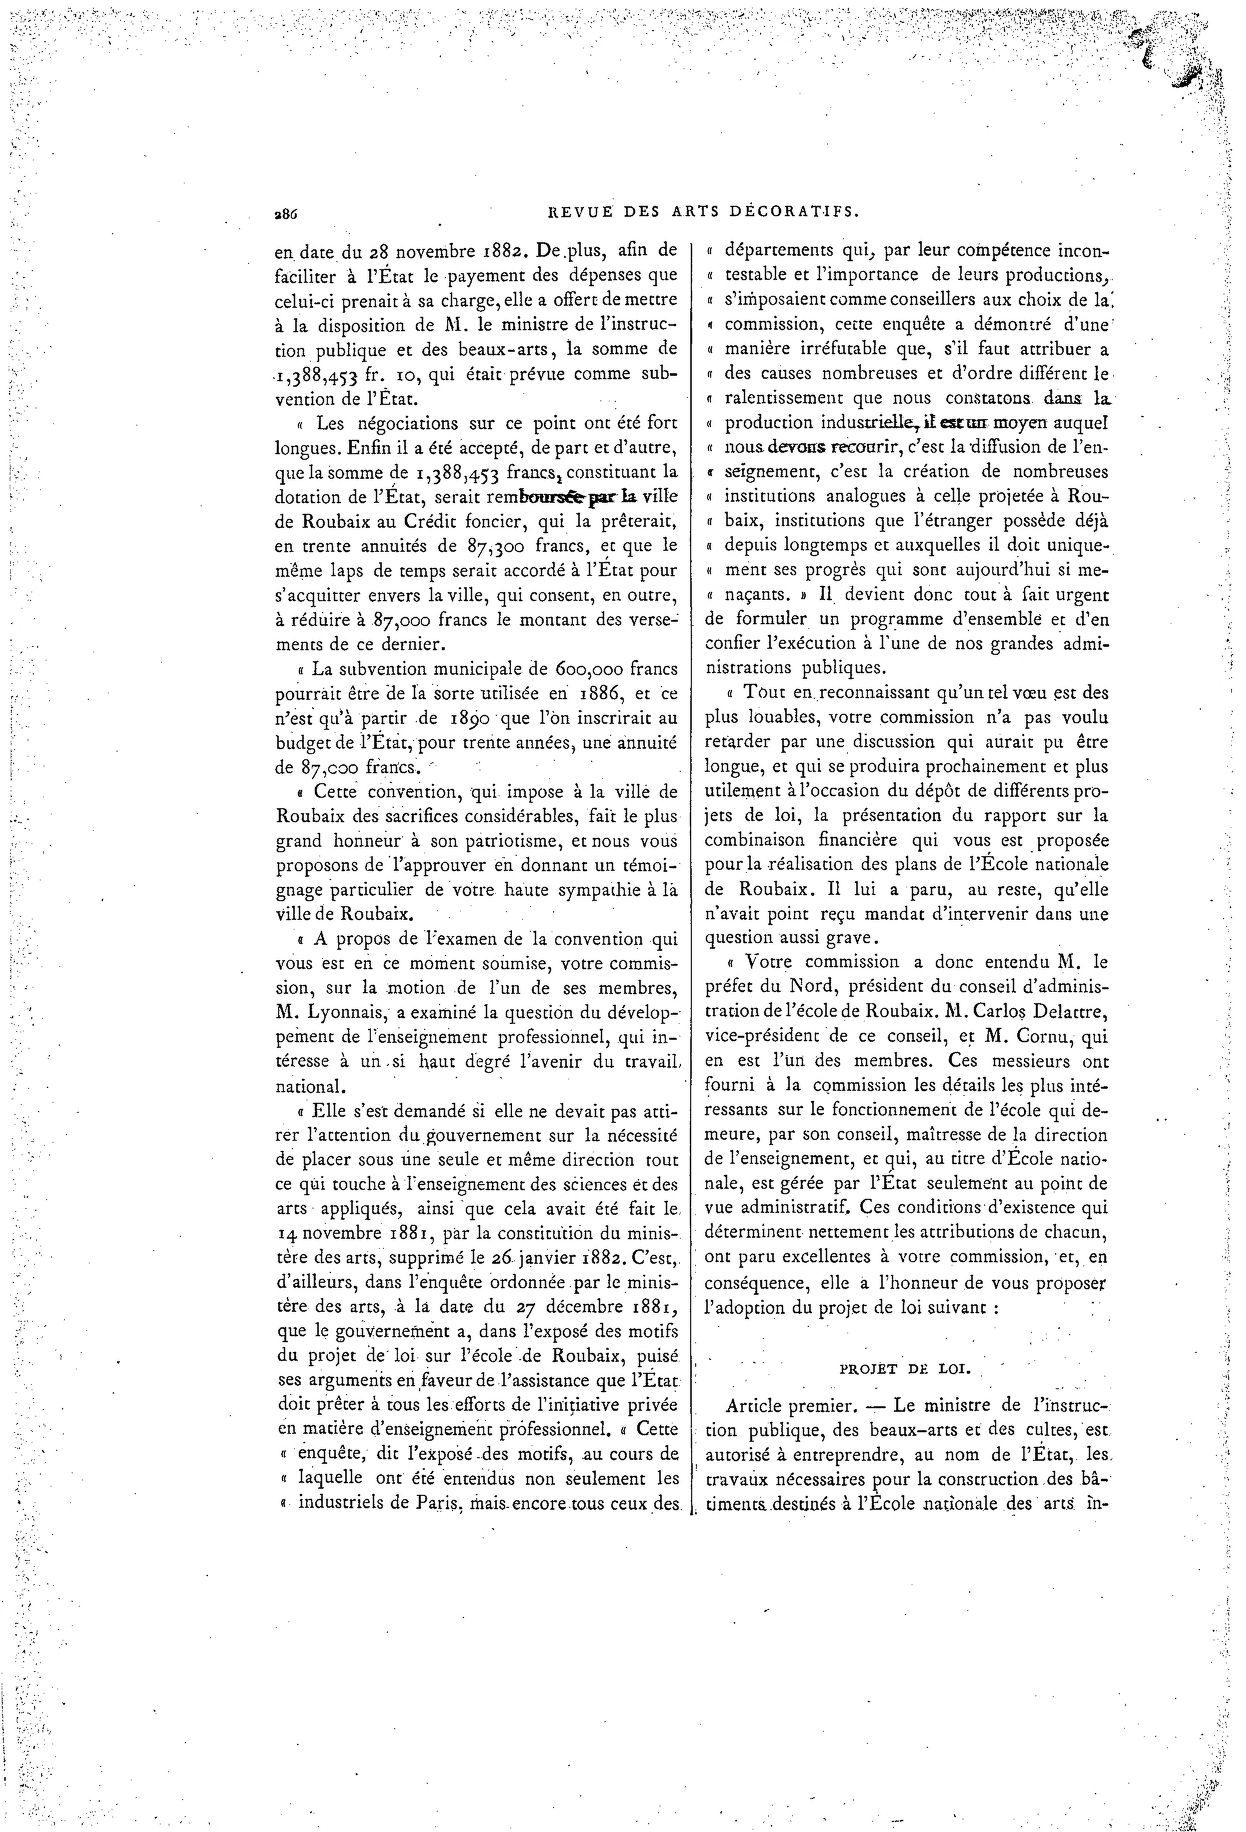 286
REVUE DES ARTS DÉCORATIFS.
en date du 28 novembre 1882. De plus, afin de
faciliter à l'État le payement des dépenses que
celui-ci prenait à sa charge, elle a offert de mettre
à la disposition de M. le ministre de l'instruc-
tion publique et des beaux-arts, la somme de
1,388,453 fr. 10, qui était prévue comme sub-
vention de l'État.
« Les négociations sur ce point ont été fort
longues. Enfin il a été accepté, de part et d'autre,
que la somme de 1,388,453 francs, constituant la
dotation de l'État, serait remboursée par la ville
de Roubaix au Crédit foncier, qui la prêterait,
en trente annuités de 87,300 francs, et que le
même laps de temps serait accordé à l'État pour
s'acquitter envers la ville, qui consent, en outre,
à réduire à 87,000 francs le montant des verse-
ments de ce dernier.
« La subvention municipale de 600,000 francs
pourrait être de la sorte utilisée en 1886, et ce
n'est qu'à partir de 1890 que l'on inscrirait au
budget de l'État, pour trente années, une annuité
de 87,000 francs.
« Cette convention, qui impose à la ville de
Roubaix des sacrifices considérables, fait le plus
grand honneur à son patriotisme, et nous vous
proposons de l'approuver en donnant un témoi-
gnage particulier de votre haute sympathie à la
ville de Roubaix.
« A propos de l'examen de la convention qui
vous est en ce moment soumise, votre commis-
sion, sur la motion de l'un de ses membres,
M. Lyonnais, a examiné la question du dévelop-
pement de l'enseignement professionnel, qui in-
téresse à un si haut degré l'avenir du travail
national.
« Elle s'est demandé si elle ne devait pas atti-
rer l'attention du gouvernement sur la nécessité
de placer sous une seule et même direction tout
ce qui touche à l'enseignement des sciences et des
arts appliqués, ainsi que cela avait été fait le
14 novembre 1881, par la constitution du minis-
tère des arts, supprimé le 26 janvier 1882. C'est,
d'ailleurs, dans l'enquête ordonnée par le minis-
tère des arts, à la date du 27 décembre 1881,
que le gouvernement a, dans l'exposé des motifs
du projet de loi sur l'école de Roubaix, puisé
ses arguments en faveur de l'assistance que l'État
doit prêter à tous les efforts de l'initiative privée
en matière d'enseignement professionnel. « Cette
« enquête, dit l'exposé des motifs, au cours de
« laquelle ont été entendus non seulement les
« industriels de Paris, mais encore tous ceux des
« départements qui, par leur compétence incon-
« testable et l'importance de leurs productions,
« s'imposaient comme conseillers aux choix de la
« commission, cette enquête a démontré d'une
« manière irréfutable que, s'il faut attribuer a
« des causes nombreuses et d'ordre différent le
« ralentissement que nous constatons dans la
« production industrielle, il est un moyen auquel
« nous devons recourir, c'est la diffusion de l'en-
« seignement, c'est la création de nombreuses
« institutions analogues à celle projetée à Rou-
« baix, institutions que l'étranger possède déjà
« depuis longtemps et auxquelles il doit unique-
« ment ses progrès qui sont aujourd'hui si me-
« naçants. » Il devient donc tout à fait urgent
de formuler un programme d'ensemble et d'en
confier l'exécution à l'une de nos grandes admi-
nistrations publiques.
« Tout en reconnaissant qu'un tel vœu est des
plus louables, votre commission n'a pas voulu
retarder par une discussion qui aurait pu être
longue, et qui se produira prochainement et plus
utilement à l'occasion du dépôt de différents pro-
jets de loi, la présentation du rapport sur la
combinaison financière qui vous est proposée
pour la réalisation des plans de l'École nationale
de Roubaix. Il lui a paru, au reste, qu'elle
n'avait point reçu mandat d'intervenir dans une
question aussi grave.
« Votre commission a donc entendu M. le
préfet du Nord, président du conseil d'adminis-
tration de l'école de Roubaix. M. Carlos Delattre,
vice-président de ce conseil, et M. Cornu, qui
en est l'un des membres. Ces messieurs ont
fourni à la commission les détails les plus inté-
ressants sur le fonctionnement de l'école qui de-
meure, par son conseil, maîtresse de la direction
de l'enseignement, et qui, au titre d'École natio-
nale, est gérée par l'État seulement au point de
vue administratif. Ces conditions d'existence qui
déterminent nettement les attributions de chacun,
ont paru excellentes à votre commission, et, en
conséquence, elle a l'honneur de vous proposer
l'adoption du projet de loi suivant :
PROJET DE LOI.
Article premier. — Le ministre de l'instruc-
tion publique, des beaux-arts et des cultes, est
autorisé à entreprendre, au nom de l'État, les
travaux nécessaires pour la construction des bâ-
timents destinés à l'École nationale des arts in-